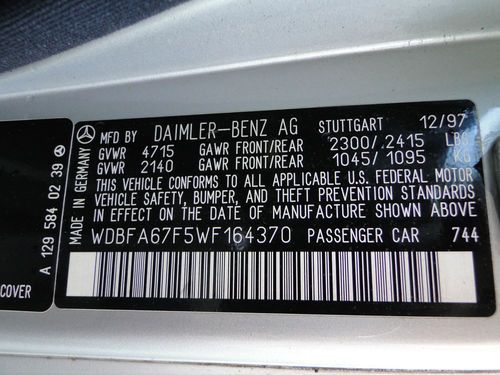 MFD BY DAIMLER-BENZ AG STUTTGART 12/97
GVWR 4715 GAWR FRONT/REAR 2300/.2415 LBS
GVWR 2140 GAWR FRONT/REAR 1045/ 1095 KG
THIS VEHICLE CONFORMS TO ALL APPLICABLE U.S. FEDERAL MOTOR
VEHICLE SAFETY, BUMPER, AND THEFT PREVENTION STANDARDS
IN EFFECT ON THE DATE OF MANUFACTURE SHOWN ABOVE
WDBFA67F5WF164370 PASSENGER CAR 744
MADE IN GERMANY
A 129 584 02 39
COVER